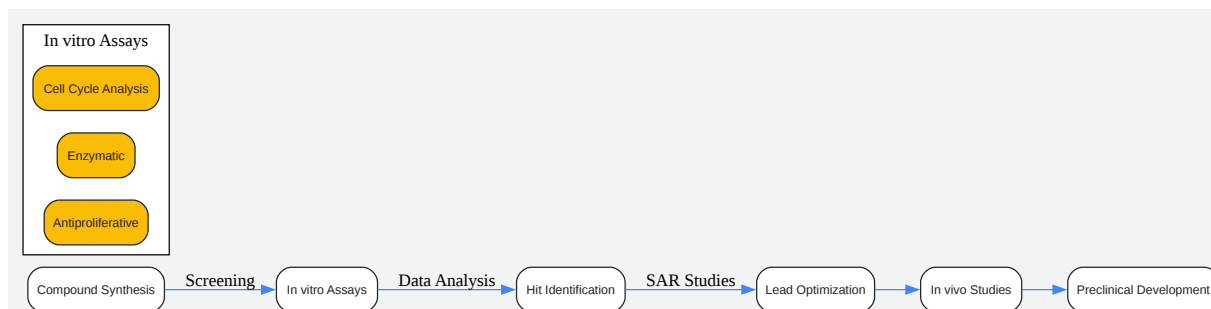 In vitro Assays
Cell Cycle Analysis
Enzymatic
Antiproliferative
Compound Synthesis
Screening
In vitro Assays
Data Analysis
Hit Identification
SAR Studies
Lead Optimization
In vivo Studies
Preclinical Development